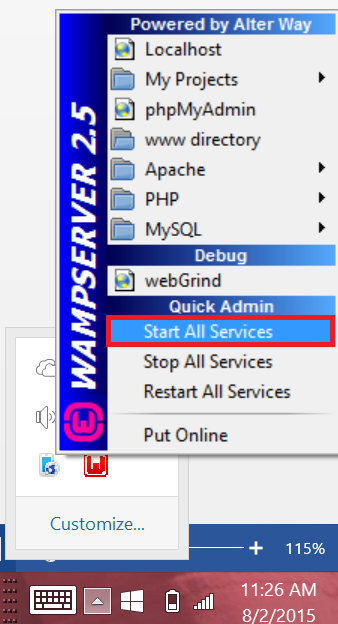 Powered by Alter Way
WAMPSERVER 2.5
Localhost
My Projects
phpMyAdmin
www directory
Apache
PHP
MySQL
Debug
webGrind
Quick Admin
Start All Services
Stop All Services
Restart All Services
Put Online
Customize...
115%
11:26 AM
8/2/2015